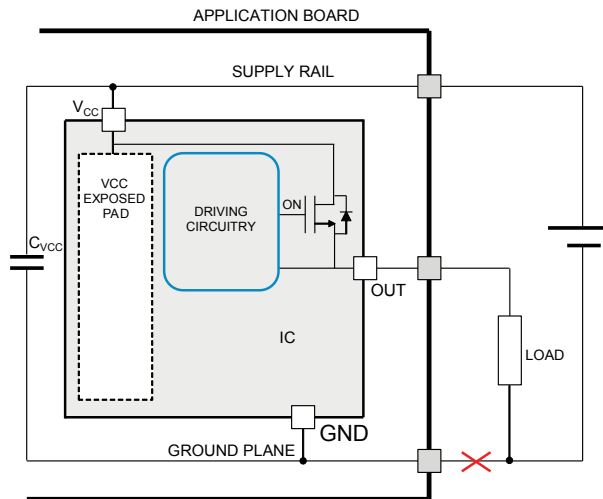 APPLICATION BOARD
SUPPLY RAIL
VCC
VCC
EXPOSED
PAD
DRIVING
CIRCUITRY
ON
CVCC
OUT
IC
LOAD
GND
GROUND PLANE